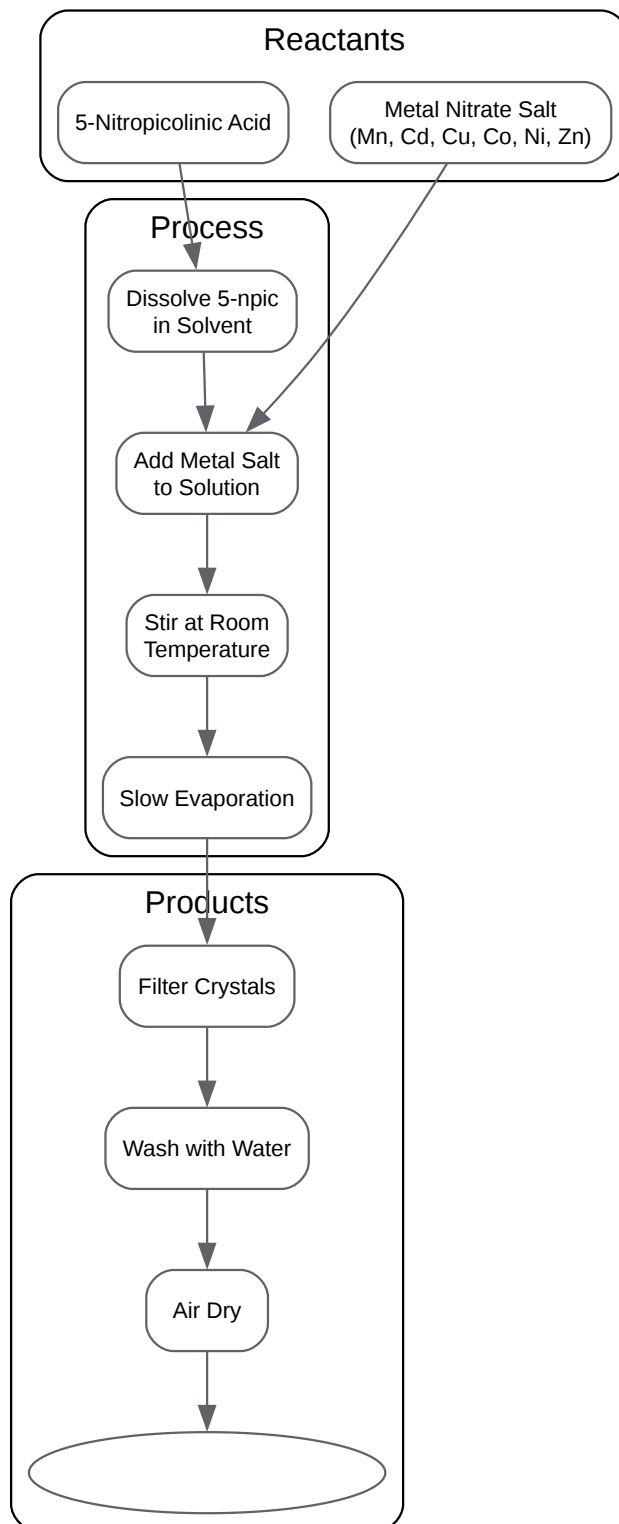 Reactants
5-Nitropicolinic Acid
Metal Nitrate Salt
(Mn, Cd, Cu, Co, Ni, Zn)
Process
Dissolve 5-npic
in Solvent
Add Metal Salt
to Solution
Stir at Room
Temperature
Slow Evaporation
Products
Filter Crystals
Wash with Water
Air Dry